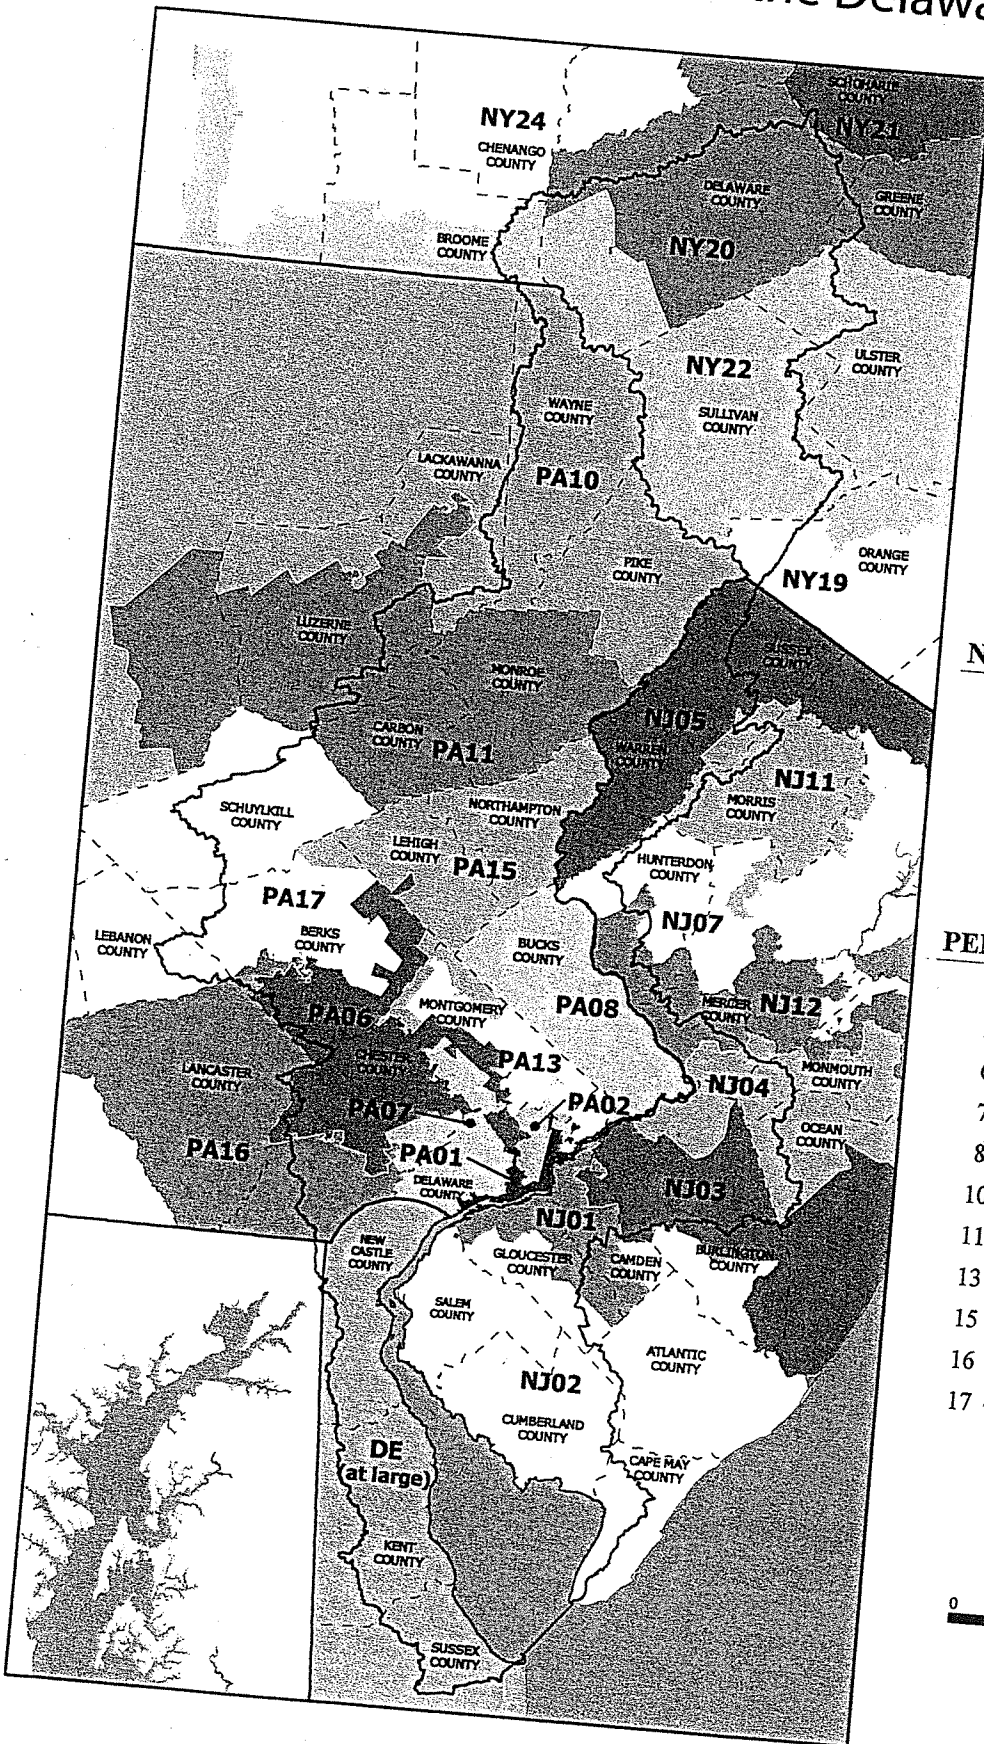 the Delawa
SCHOHARIE
COUNTY
NY21
NY24
CHENANGO
COUNTY
DELAWARE
COUNTY
GREENE
COUNTY
BROOME
COUNTY
NY20
NY22
ULSTER
COUNTY
WAYNE
COUNTY
SULLIVAN
COUNTY
LACKAWANNA
COUNTY
PA10
ORANGE
COUNTY
PIKE
COUNTY
NY19
LUZERNE
COUNTY
SUSSEX
COUNTY
N
MONROE
COUNTY
NJ05
CARBON
COUNTY
PA11
WARREN
COUNTY
NJ11
MORRIS
COUNTY
SCHUYLKILL
COUNTY
NORTHAMPTON
COUNTY
LEHIGH
COUNTY
PA15
HUNTERDON
COUNTY
PA17
NJ07
LEBANON
COUNTY
BERKS
COUNTY
BUCKS
COUNTY
PE
PA06
MONTGOMERY
COUNTY
PA08
MERCER
COUNTY
NJ12
LANCASTER
COUNTY
CHESTER
COUNTY
PA13
NJ04
MONMOUTH
COUNTY
PA07
PA02
OCEAN
COUNTY
PA16
PA01
DELAWARE
COUNTY
NJ03
NJ01
NEW
CASTLE
COUNTY
GLOUCESTER
COUNTY
CAMDEN
COUNTY
BURLINGTON
COUNTY
SALEM
COUNTY
ATLANTIC
COUNTY
NJ02
CUMBERLAND
COUNTY
DE
(at large)
CAPE MAY
COUNTY
KENT
COUNTY
SUSSEX
COUNTY
7
8
10
11
13
15
16
17
0